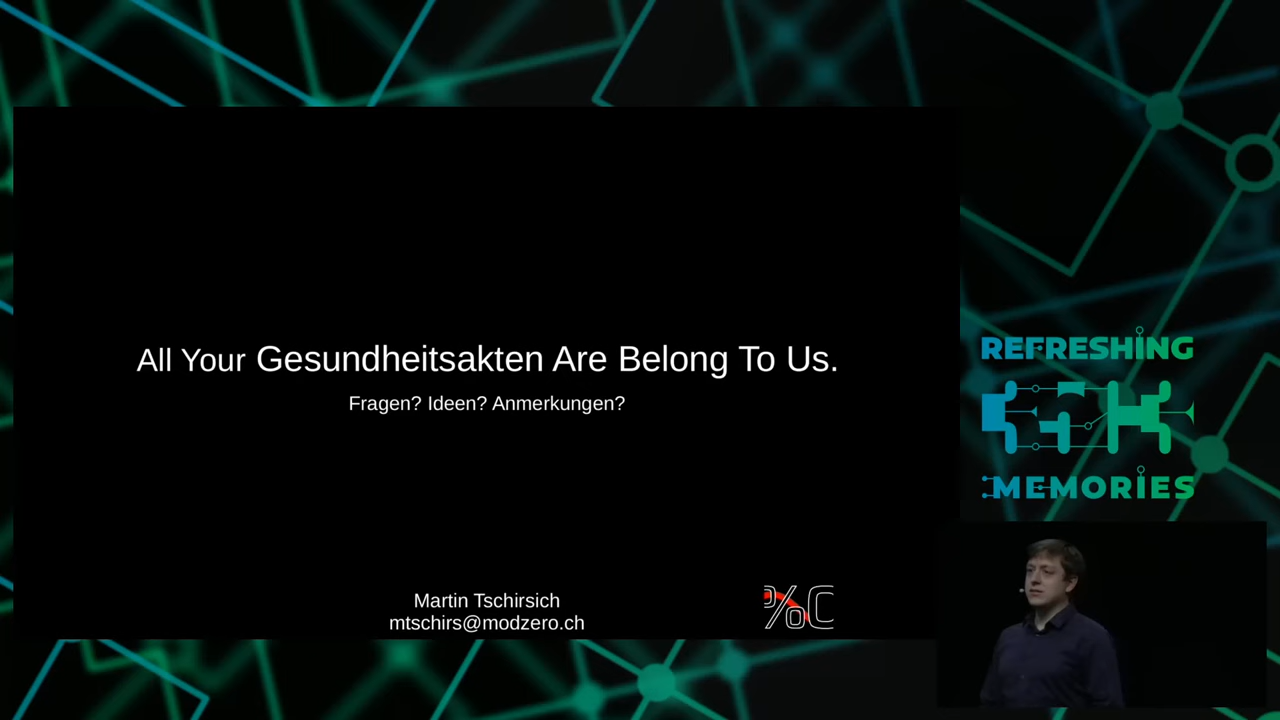 All Your Gesundheitsakten Are Belong To Us.
Fragen? Ideen? Anmerkungen?
Martin Tschirsich
mtschirs@modzero.ch
%C
REFRESHING
MEMORIES